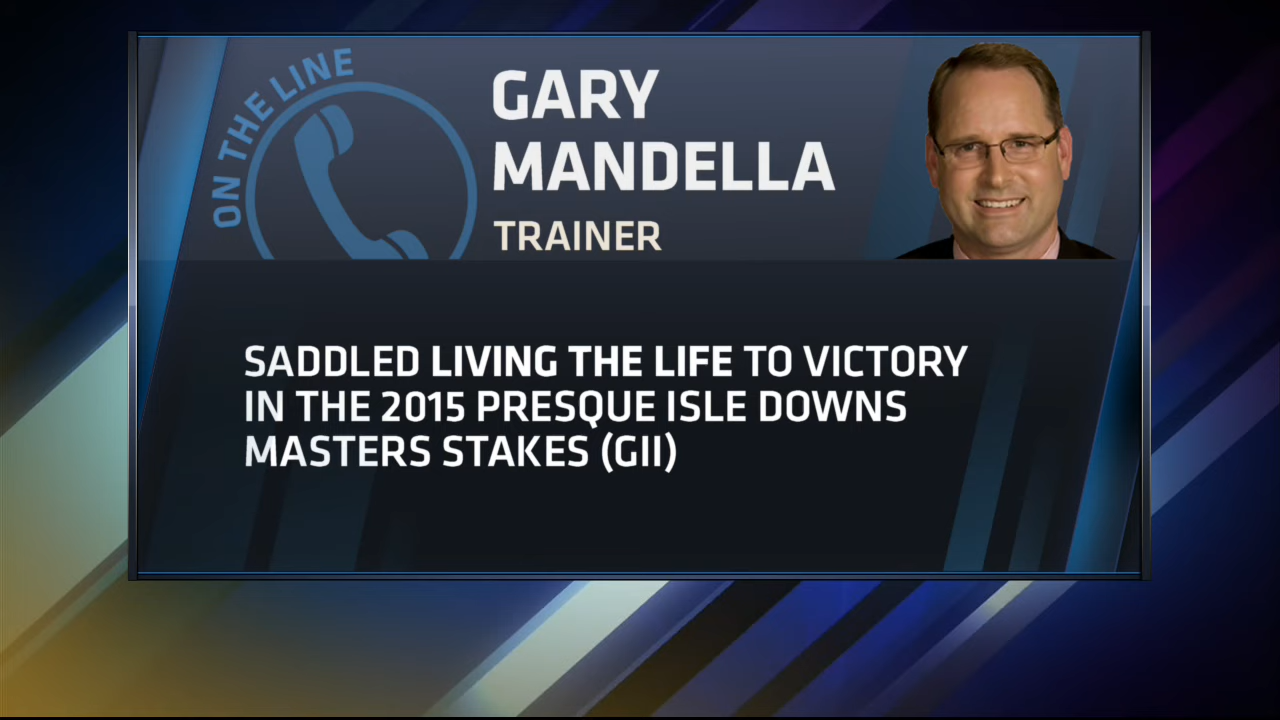 ON THE LINE
GARY
MANDELLA
TRAINER
SADDLED LIVING THE LIFE TO VICTORY
IN THE 2015 PRESQUE ISLE DOWNS
MASTERS STAKES (GII)